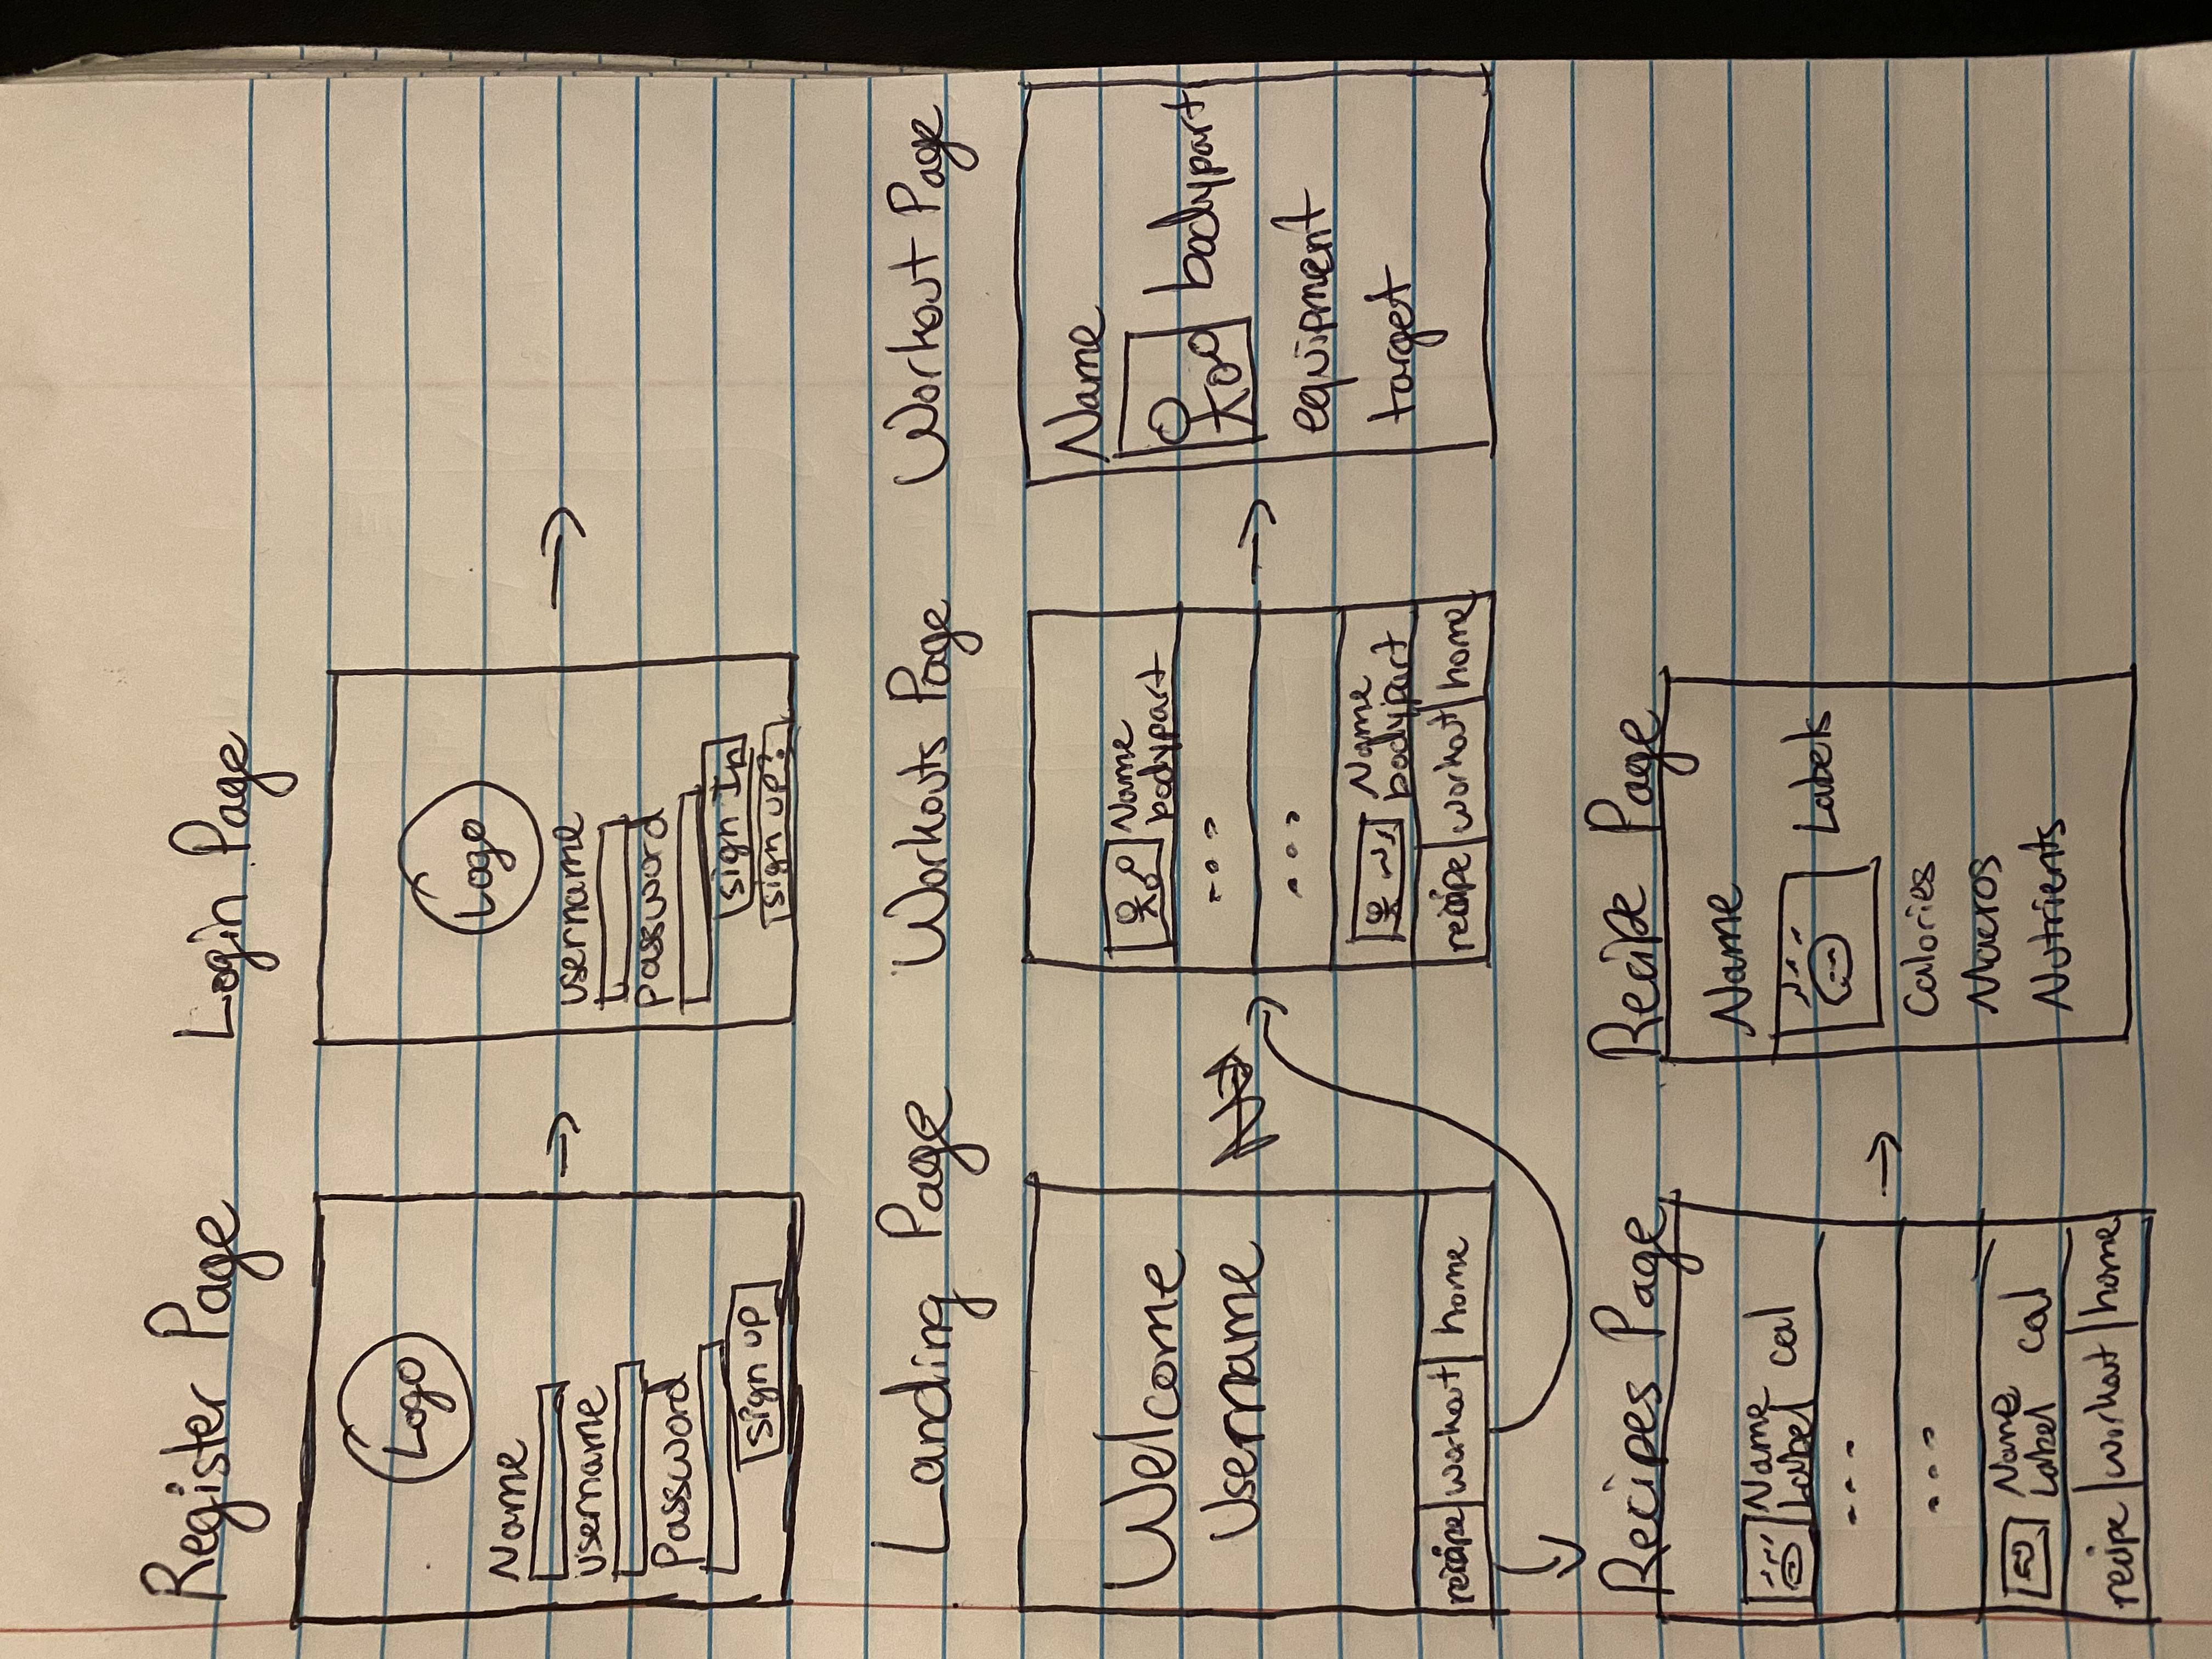 Register Page
Logo
Name
username
Password
sign up
Login Page
Logo
username
password
sign In
sign up?
Landing Page
Welcome
Username
recipe workout home
Workouts Page
Name
bodypart
...
...
Name
bodypart
recipe workout home
Workout Page
Name
bodypart
equipment
target
Recipes Page
Name
Label cal
...
...
Name
Label cal
recipe workout home
Recipe Page
Name
Labels
Calories
Macros
Nutrients